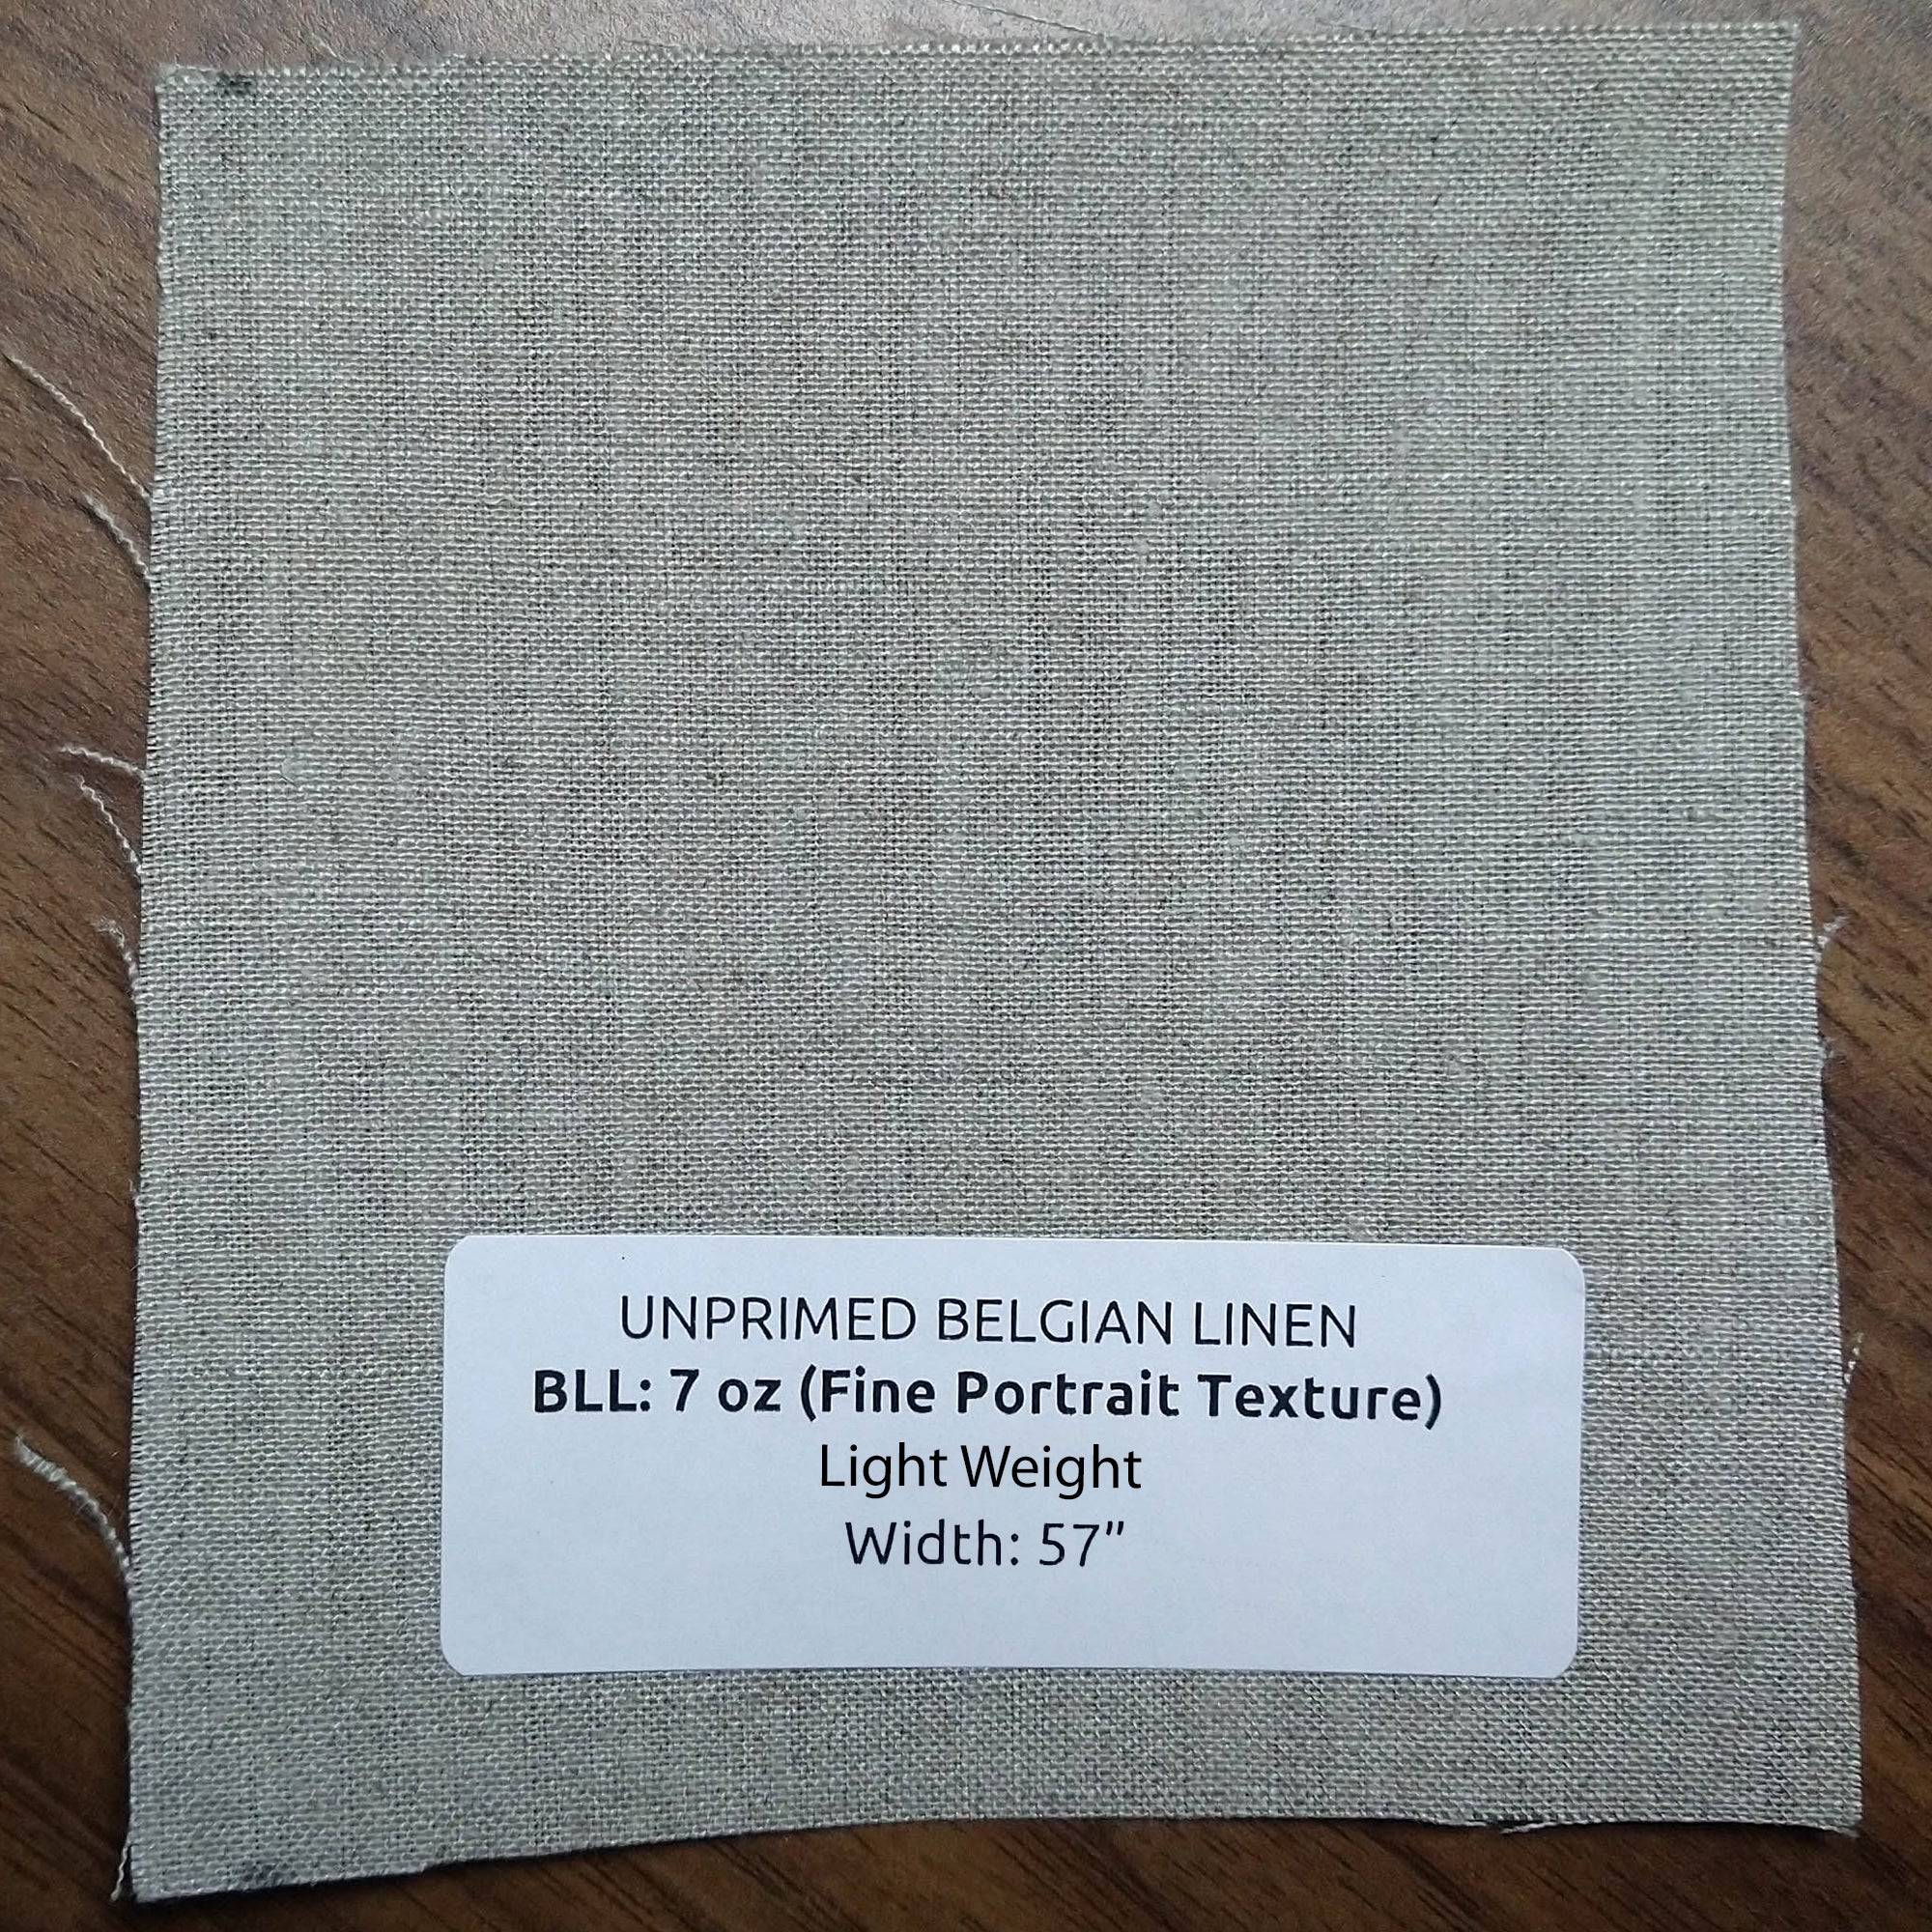 UNPRIMED BELGIAN LINEN
BLL: 7 oz (Fine Portrait Texture)
Light Weight
Width: 57"